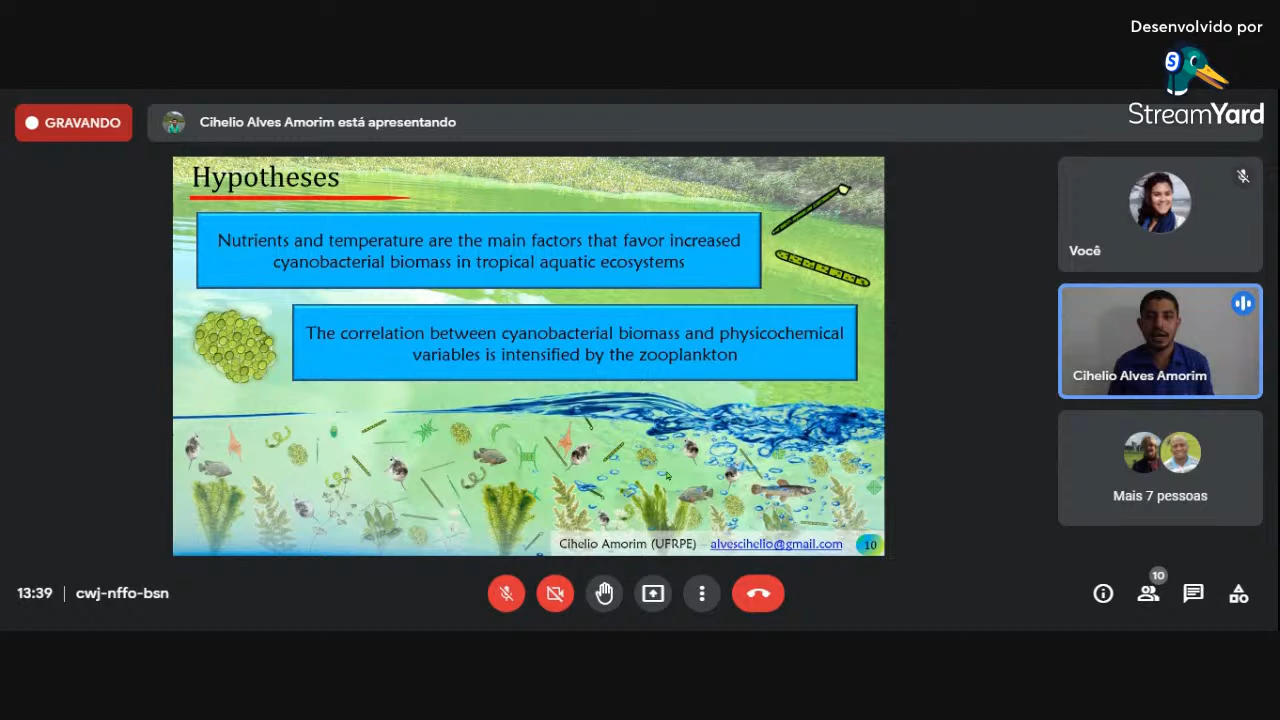 Desenvolvido por
S
StreamYard
GRAVANDO
Cihelio Alves Amorim está apresentando
Hypotheses
Nutrients and temperature are the main factors that favor increased
cyanobacterial biomass in tropical aquatic ecosystems
The correlation between cyanobacterial biomass and physicochemical
variables is intensified by the zooplankton
Cihelio Amorim (UFRPE) alvescihelio@gmail.com 10
Você
Cihelio Alves Amorim
Mais 7 pessoas
13:39 | cwj-nffo-bsn
10